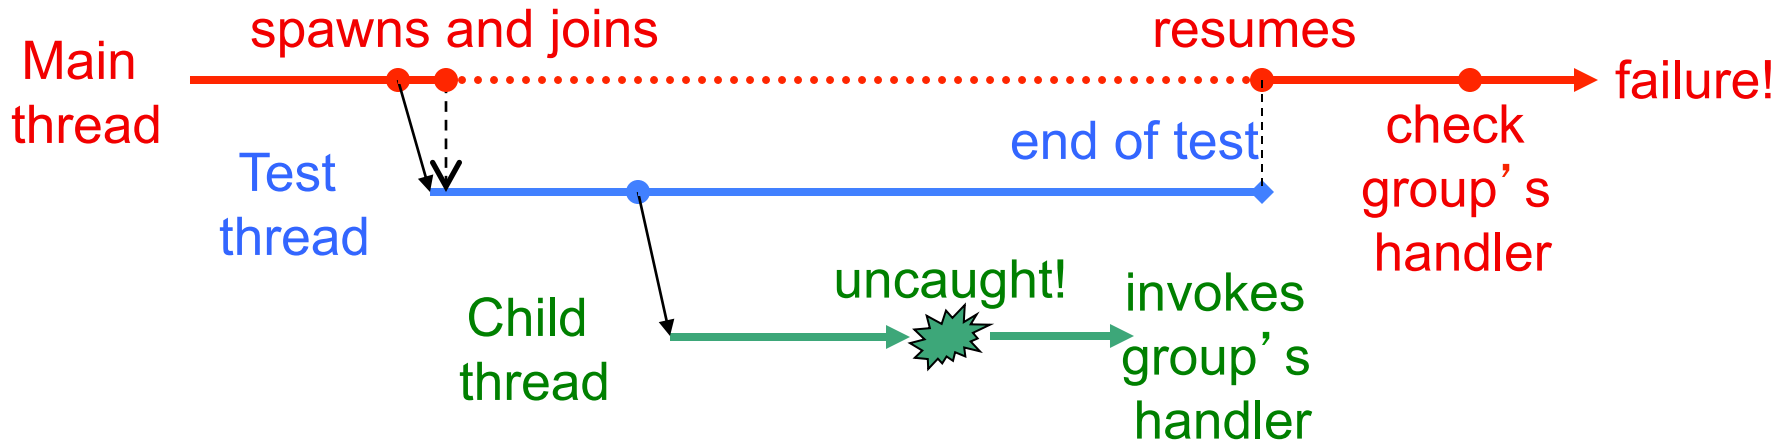 spawns and joins
resumes
Main
thread
failure!
end of test
check
group’s
handler
Test
thread
uncaught!
invokes
group’s
handler
Child
thread